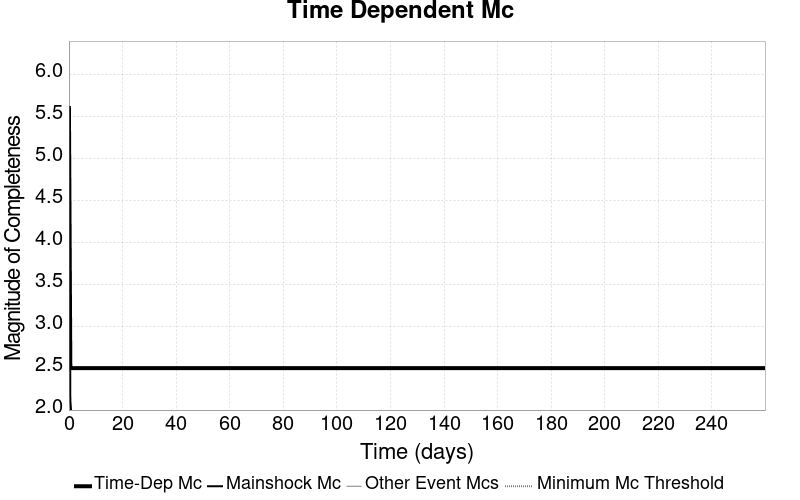 Time Dependent Mc
Magnitude of Completeness
6.0
5.5
5.0
4.5
4.0
3.5
3.0
2.5
2.0
0 20 40 60 80 100 120 140 160 180 200 220 240
Time (days)
Time-Dep Mc Mainshock Mc Other Event Mcs Minimum Mc Threshold